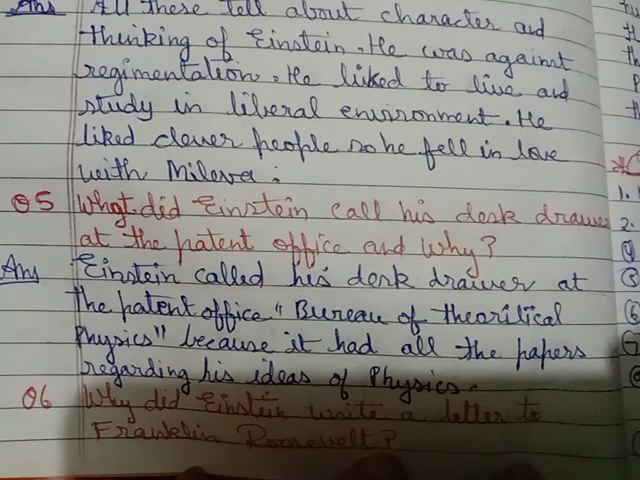 Ans All these tell about character and
thinking of Einstein. He was against
regimentation. He liked to live and
study in liberal environment. He
liked clever people so he fell in love
with Mileva.
Q5 What did Einstein call his desk drawer
at the patent office and Why?
Ans Einstein called his desk drawer at
the patent office "Bureau of theoritical
Physics" because it had all the papers
regarding his ideas of Physics.
Q6 Why did Einstein write a letter to
Franklin Roosevelt?
1.
2.